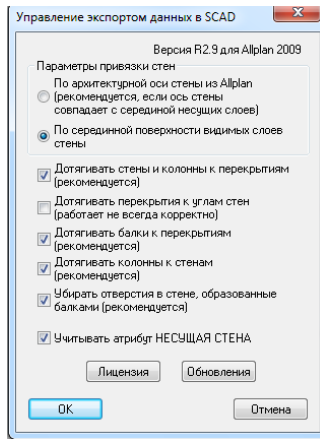 Управление экспортом данных в SCAD
Версия R2.9 для Allplan 2009
Параметры привязки стен
По архитектурной оси стены из Allplan
(рекомендуется, если ось стены
совпадает с серединой несущих слоев)
По серединной поверхности видимых слоев
стены
Дотягивать стены и колонны к перекрытиям
(рекомендуется)
Дотягивать перекрытия к углам стен
(работает не всегда корректно)
Дотягивать балки к перекрытиям
(рекомендуется)
Дотягивать колонны к стенам
(рекомендуется)
Убирать отверстия в стене, образованные
балками (рекомендуется)
Учитывать атрибут НЕСУЩАЯ СТЕНА
Лицензия
Обновления
OK
Отмена